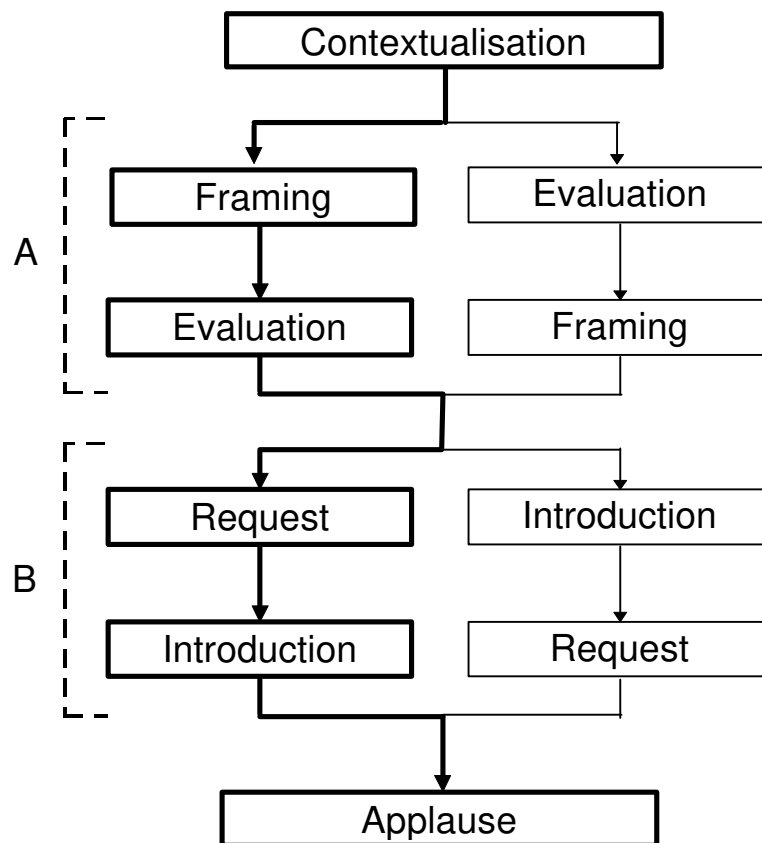 Contextualisation
Framing
Evaluation
A
Evaluation
Framing
Request
Introduction
B
Introduction
Request
Applause